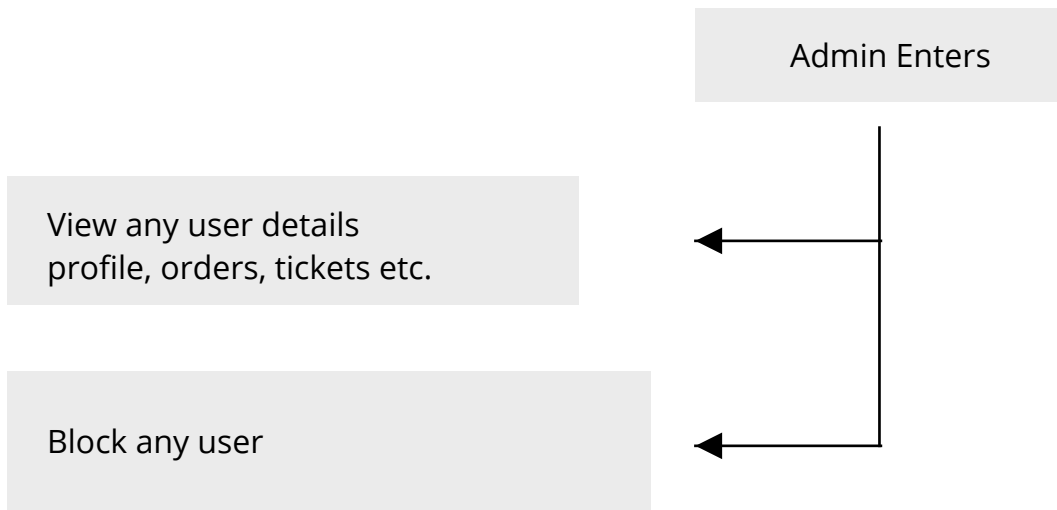 Admin Enters
View any user details
profile, orders, tickets etc.
Block any user